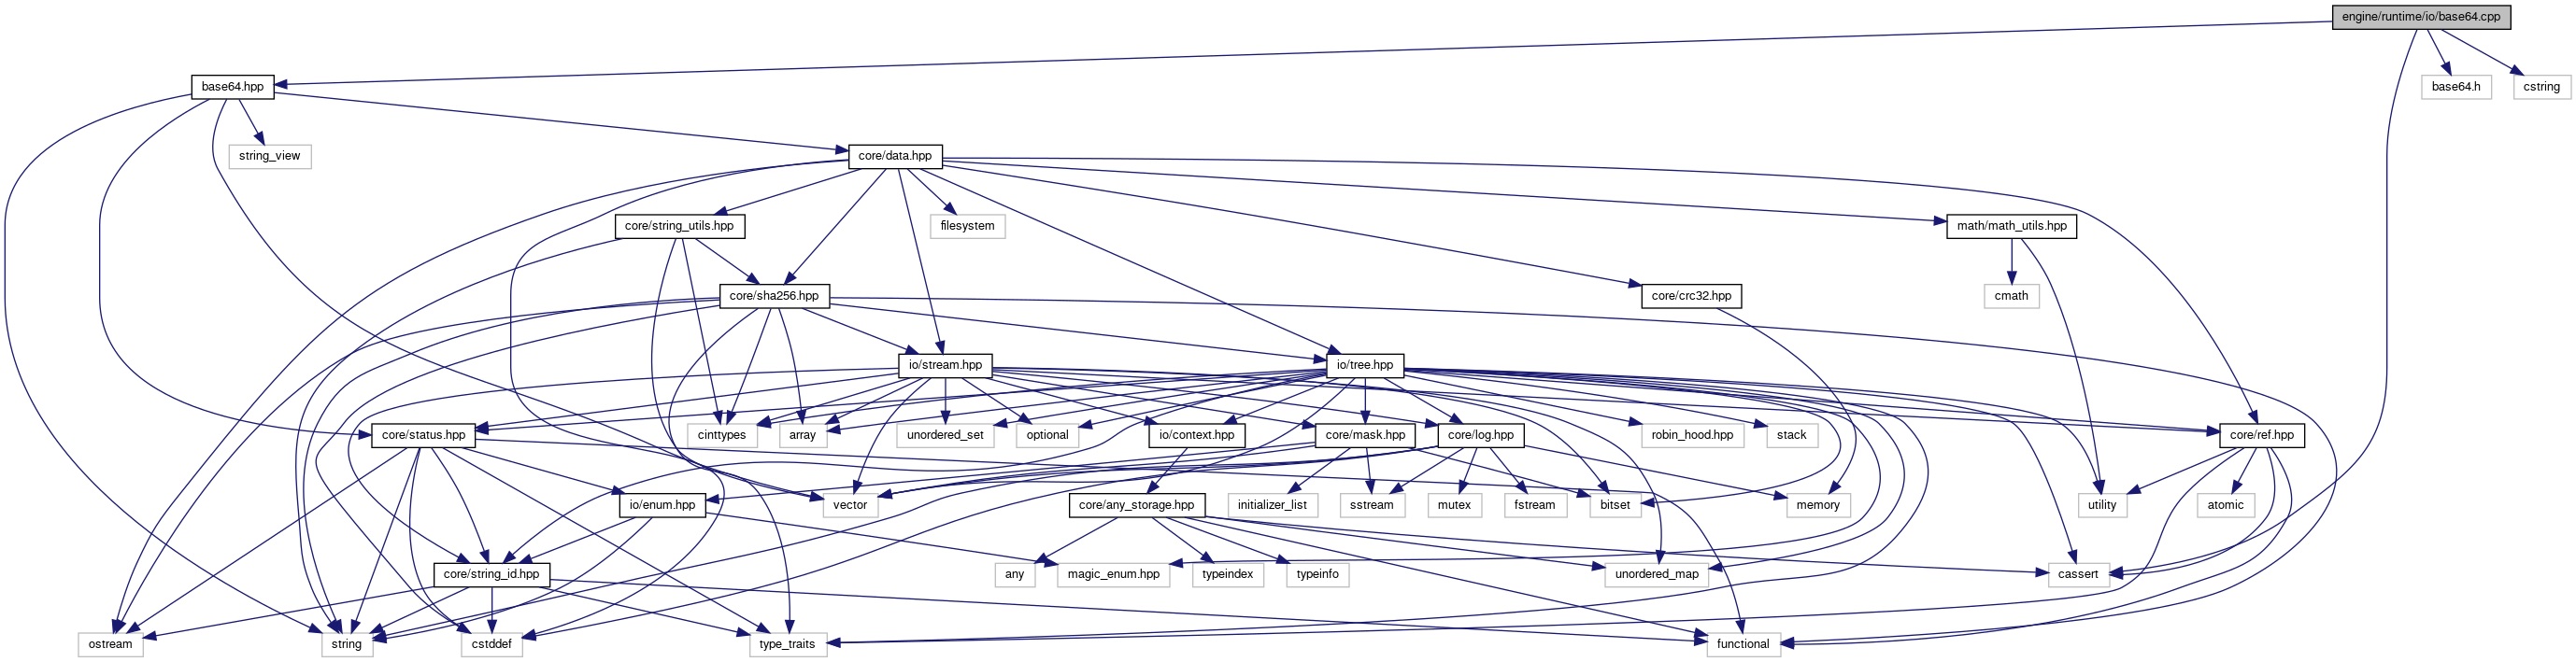 engine/runtime/io/base64.cpp
base64.hpp
base64.h
cstring
string_view
core/data.hpp
core/string_utils.hpp
filesystem
math/math_utils.hpp
core/sha256.hpp
core/crc32.hpp
cmath
io/stream.hpp
io/tree.hpp
core/status.hpp
cinttypes
array
unordered_set
optional
io/context.hpp
core/mask.hpp
core/log.hpp
robin_hood.hpp
stack
core/ref.hpp
io/enum.hpp
vector
core/any_storage.hpp
initializer_list
sstream
mutex
fstream
bitset
memory
utility
atomic
core/string_id.hpp
any
magic_enum.hpp
typeindex
typeinfo
unordered_map
cassert
ostream
string
cstddef
type_traits
functional